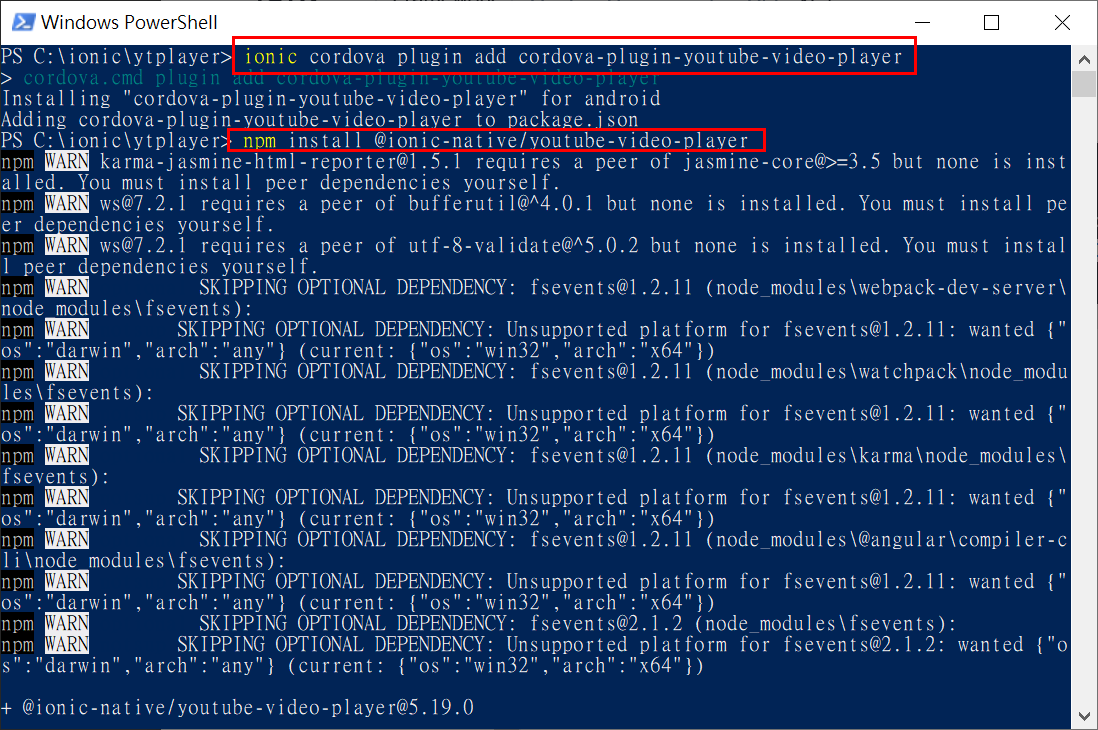 Windows PowerShell
PS C:\ionic\ytplayer> ionic cordova plugin add cordova-plugin-youtube-video-player
> cordova.cmd plugin add cordova-plugin-youtube-video-player
Installing "cordova-plugin-youtube-video-player" for android
Adding cordova-plugin-youtube-video-player to package.json
PS C:\ionic\ytplayer> npm install @ionic-native/youtube-video-player
npm WARN karma-jasmine-html-reporter@1.5.1 requires a peer of jasmine-core@>=3.5 but none is inst
alled. You must install peer dependencies yourself.
npm WARN ws@7.2.1 requires a peer of bufferutil@^4.0.1 but none is installed. You must install pe
er dependencies yourself.
npm WARN ws@7.2.1 requires a peer of utf-8-validate@^5.0.2 but none is installed. You must instal
l peer dependencies yourself.
npm WARN SKIPPING OPTIONAL DEPENDENCY: fsevents@1.2.11 (node_modules\webpack-dev-server\
node_modules\fsevents):
npm WARN SKIPPING OPTIONAL DEPENDENCY: Unsupported platform for fsevents@1.2.11: wanted {"
os":"darwin","arch":"any"} (current: {"os":"win32","arch":"x64"})
npm WARN SKIPPING OPTIONAL DEPENDENCY: fsevents@1.2.11 (node_modules\watchpack\node_modu
les\fsevents):
npm WARN SKIPPING OPTIONAL DEPENDENCY: Unsupported platform for fsevents@1.2.11: wanted {"
os":"darwin","arch":"any"} (current: {"os":"win32","arch":"x64"})
npm WARN SKIPPING OPTIONAL DEPENDENCY: fsevents@1.2.11 (node_modules\karma\node_modules\
fsevents):
npm WARN SKIPPING OPTIONAL DEPENDENCY: Unsupported platform for fsevents@1.2.11: wanted {"
os":"darwin","arch":"any"} (current: {"os":"win32","arch":"x64"})
npm WARN SKIPPING OPTIONAL DEPENDENCY: fsevents@1.2.11 (node_modules\@angular\compiler-c
li\node_modules\fsevents):
npm WARN SKIPPING OPTIONAL DEPENDENCY: Unsupported platform for fsevents@1.2.11: wanted {"
os":"darwin","arch":"any"} (current: {"os":"win32","arch":"x64"})
npm WARN SKIPPING OPTIONAL DEPENDENCY: fsevents@2.1.2 (node_modules\fsevents):
npm WARN SKIPPING OPTIONAL DEPENDENCY: Unsupported platform for fsevents@2.1.2: wanted {"o
s":"darwin","arch":"any"} (current: {"os":"win32","arch":"x64"})
+ @ionic-native/youtube-video-player@5.19.0